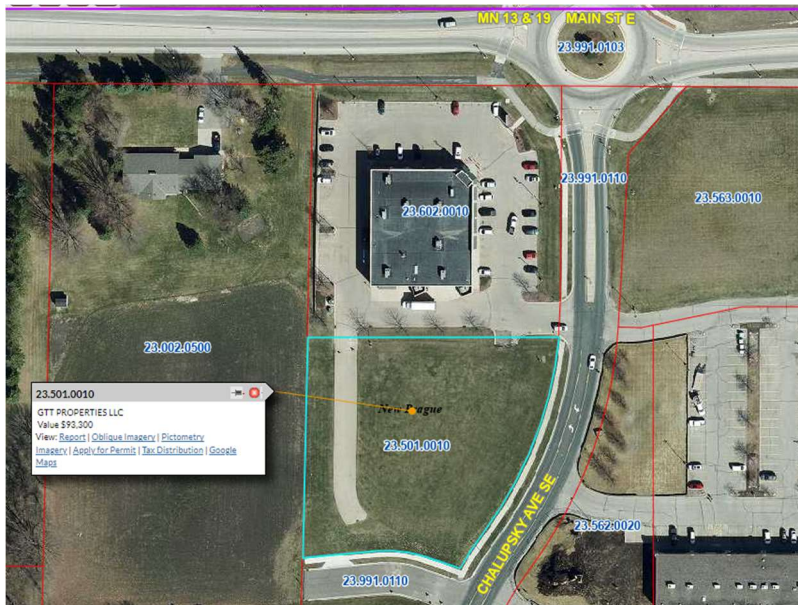 MN 13 & 19 MAIN ST E
23.991.0103
23.991.0110
23.563.0010
23.602.0010
23.002.0500
23.501.0010
GTT PROPERTIES LLC
Value $93,300
View: Report | Oblique Imagery | Pictometry
Imagery | Apply for Permit | Tax Distribution | Google
Maps
New Prague
23.501.0010
CHALUPSKY AVE SE
23.562.0020
23.991.0110